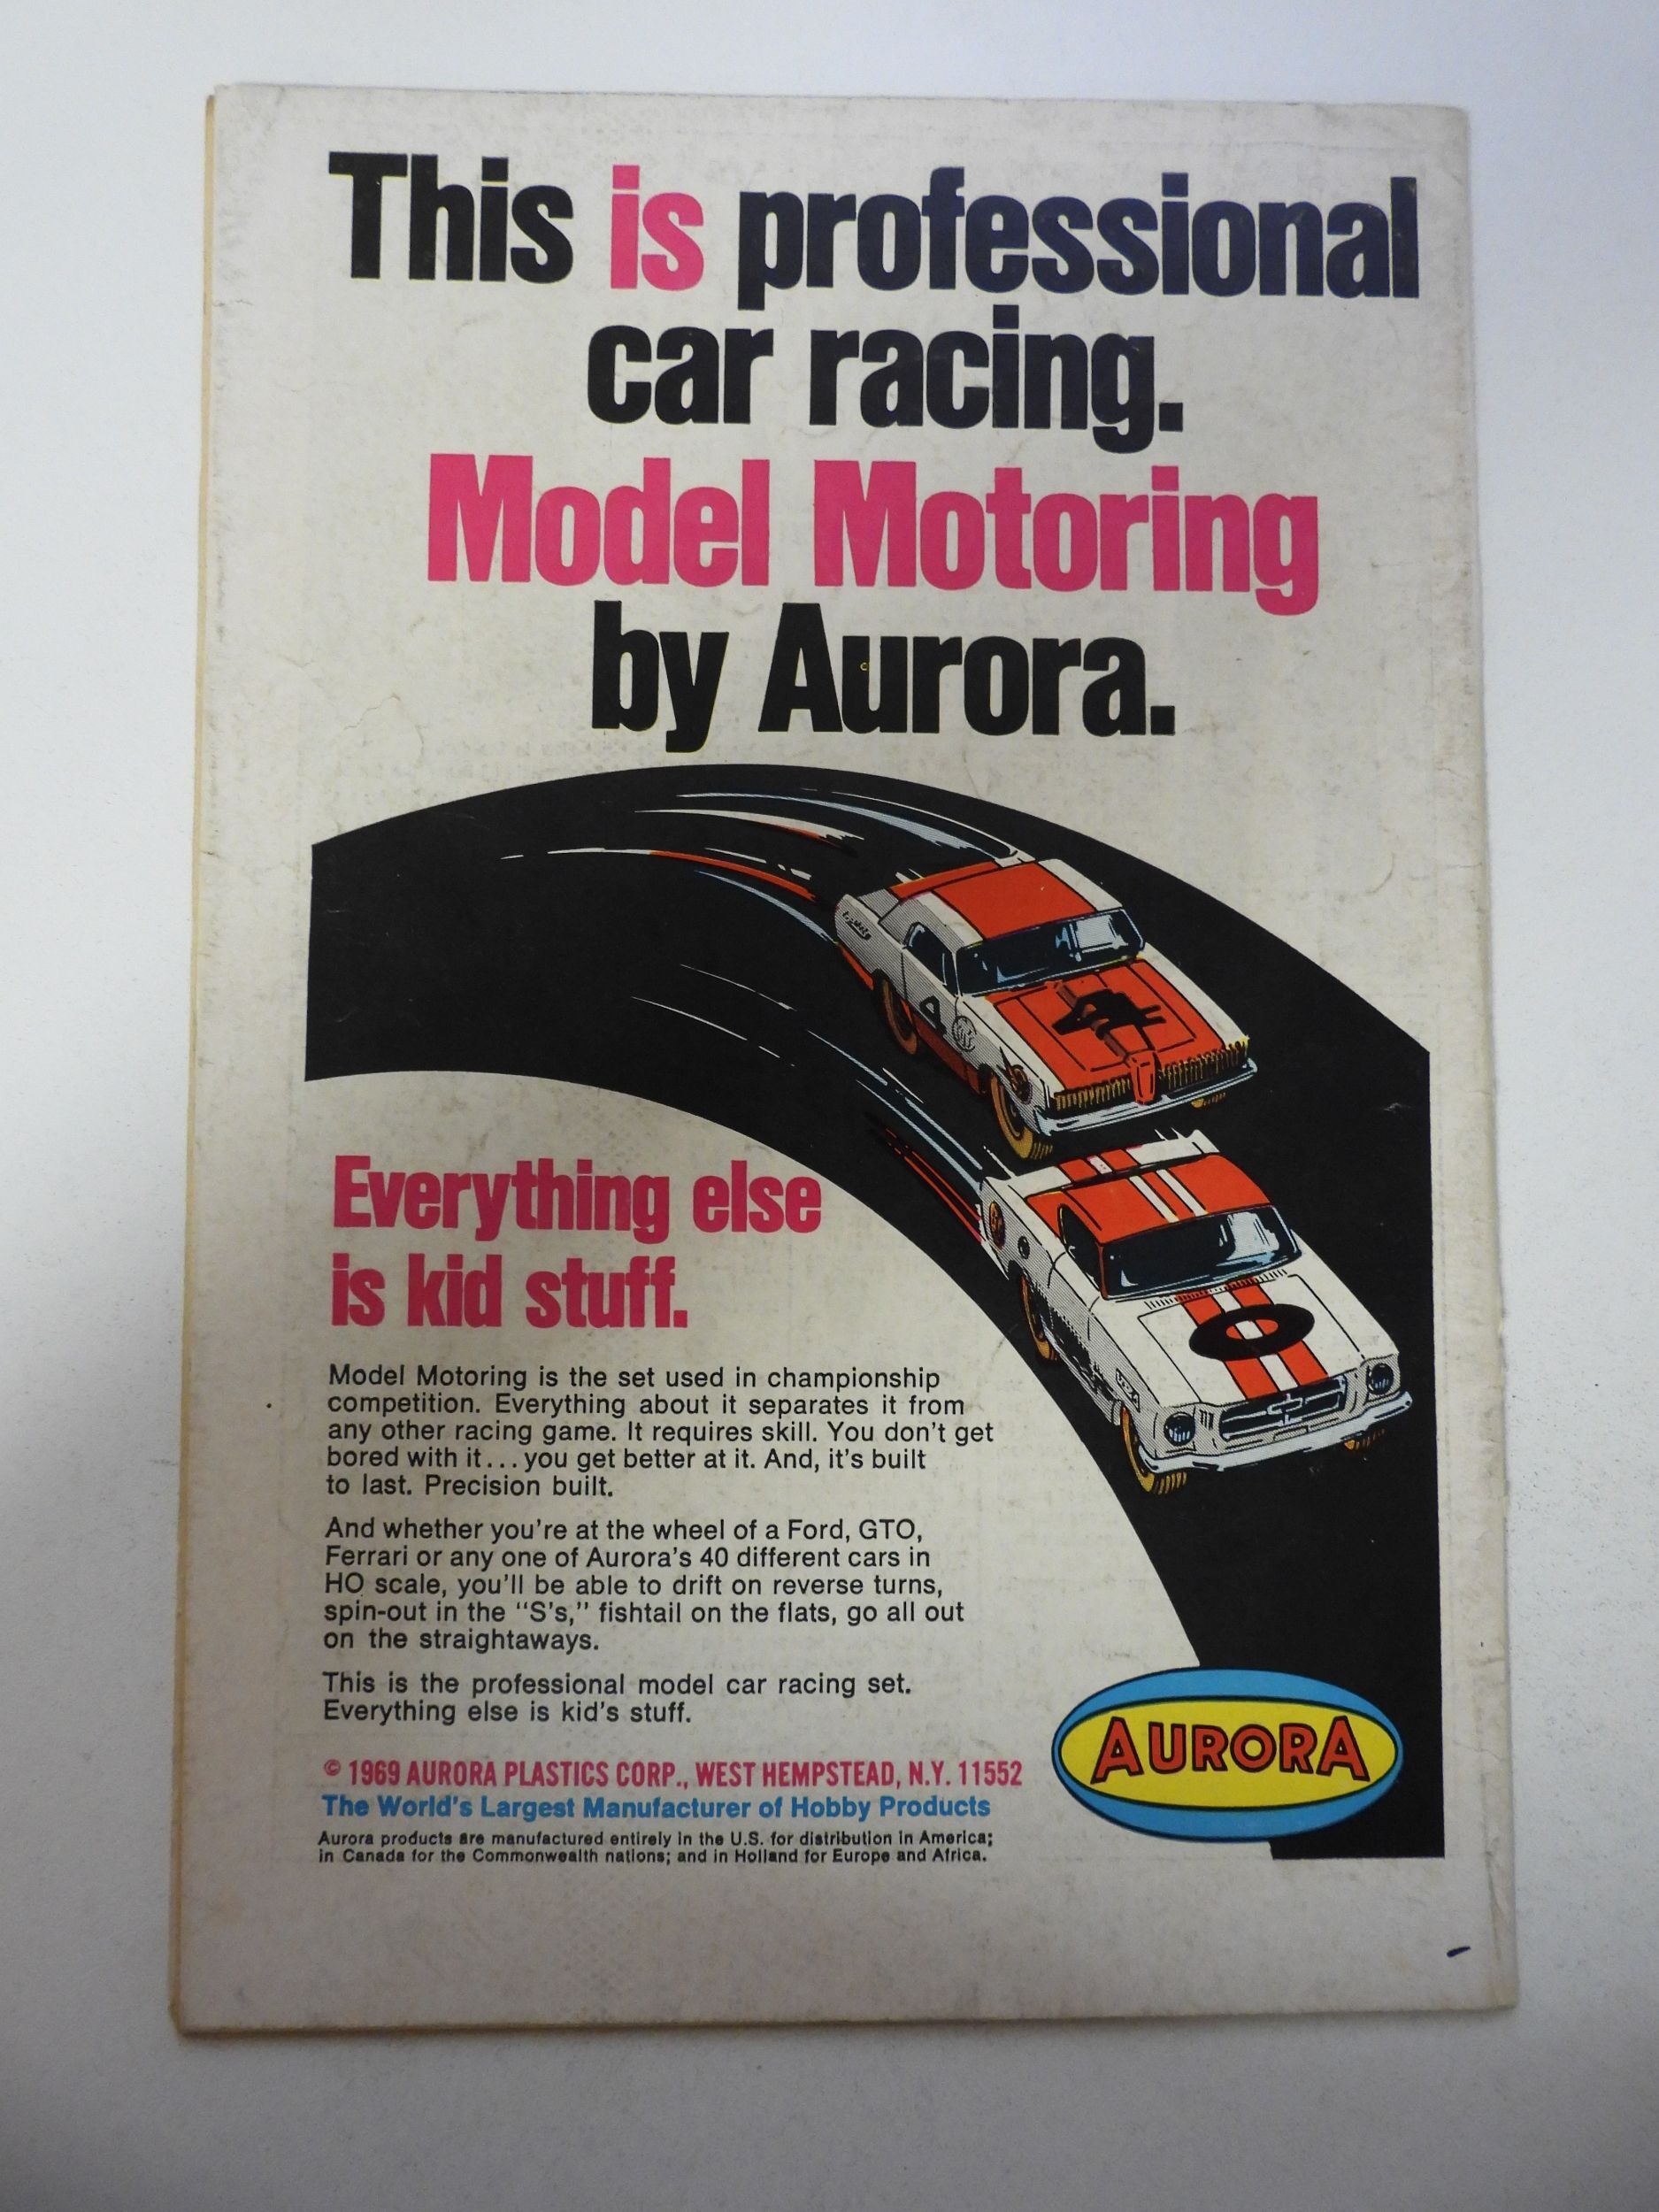 This is professional
car racing.
Model Motoring
by Aurora.
4
Everything else
is kid stuff.
Model Motoring is the set used in championship
competition. Everything about it separates it from
any other racing game. It requires skill. You don't get
bored with it...you get better at it. And, it's built
to last. Precision built.
And whether you're at the wheel of a Ford, GTO,
Ferrari or any one of Aurora's 40 different cars in
HO scale, you'll be able to drift on reverse turns,
spin-out in the "S's," fishtail on the flats, go all out
on the straightaways.
This is the professional model car racing set.
Everything else is kid's stuff.
© 1969 AURORA PLASTICS CORP., WEST HEMPSTEAD, N.Y. 11552
The World's Largest Manufacturer of Hobby Products
Aurora products are manufactured entirely in the U.S. for distribution in America;
in Canada for the Commonwealth nations; and in Holland for Europe and Africa.
AURORA